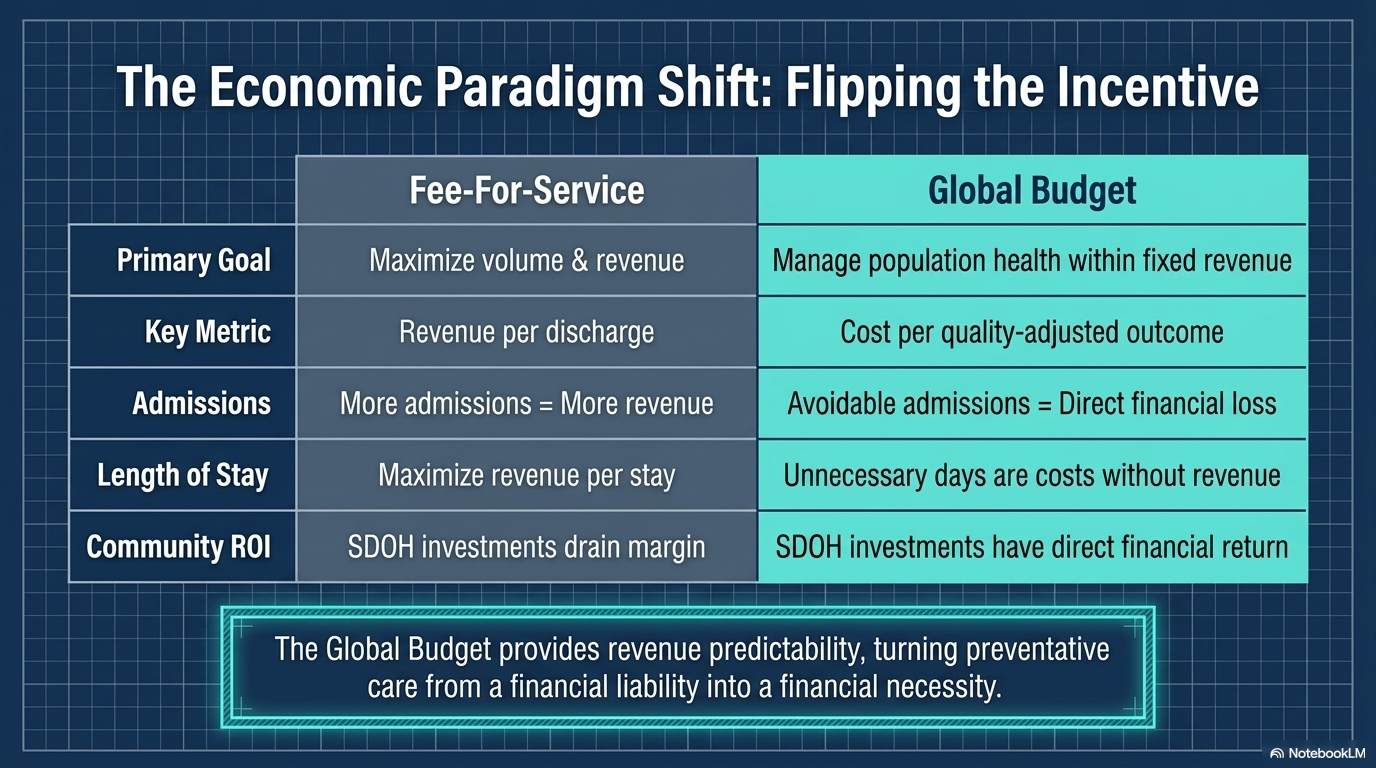 The Economic Paradigm Shift: Flipping the Incentive
Fee-For-Service
Global Budget
Primary Goal
Maximize volume & revenue
Manage population health within fixed revenue
Key Metric
Revenue per discharge
Cost per quality-adjusted outcome
Admissions
More admissions = More revenue
Avoidable admissions = Direct financial loss
Length of Stay
Maximize revenue per stay
Unnecessary days are costs without revenue
Community ROI
SDOH investments drain margin
SDOH investments have direct financial return
The Global Budget provides revenue predictability, turning preventative
care from a financial liability into a financial necessity.
NotebookLM